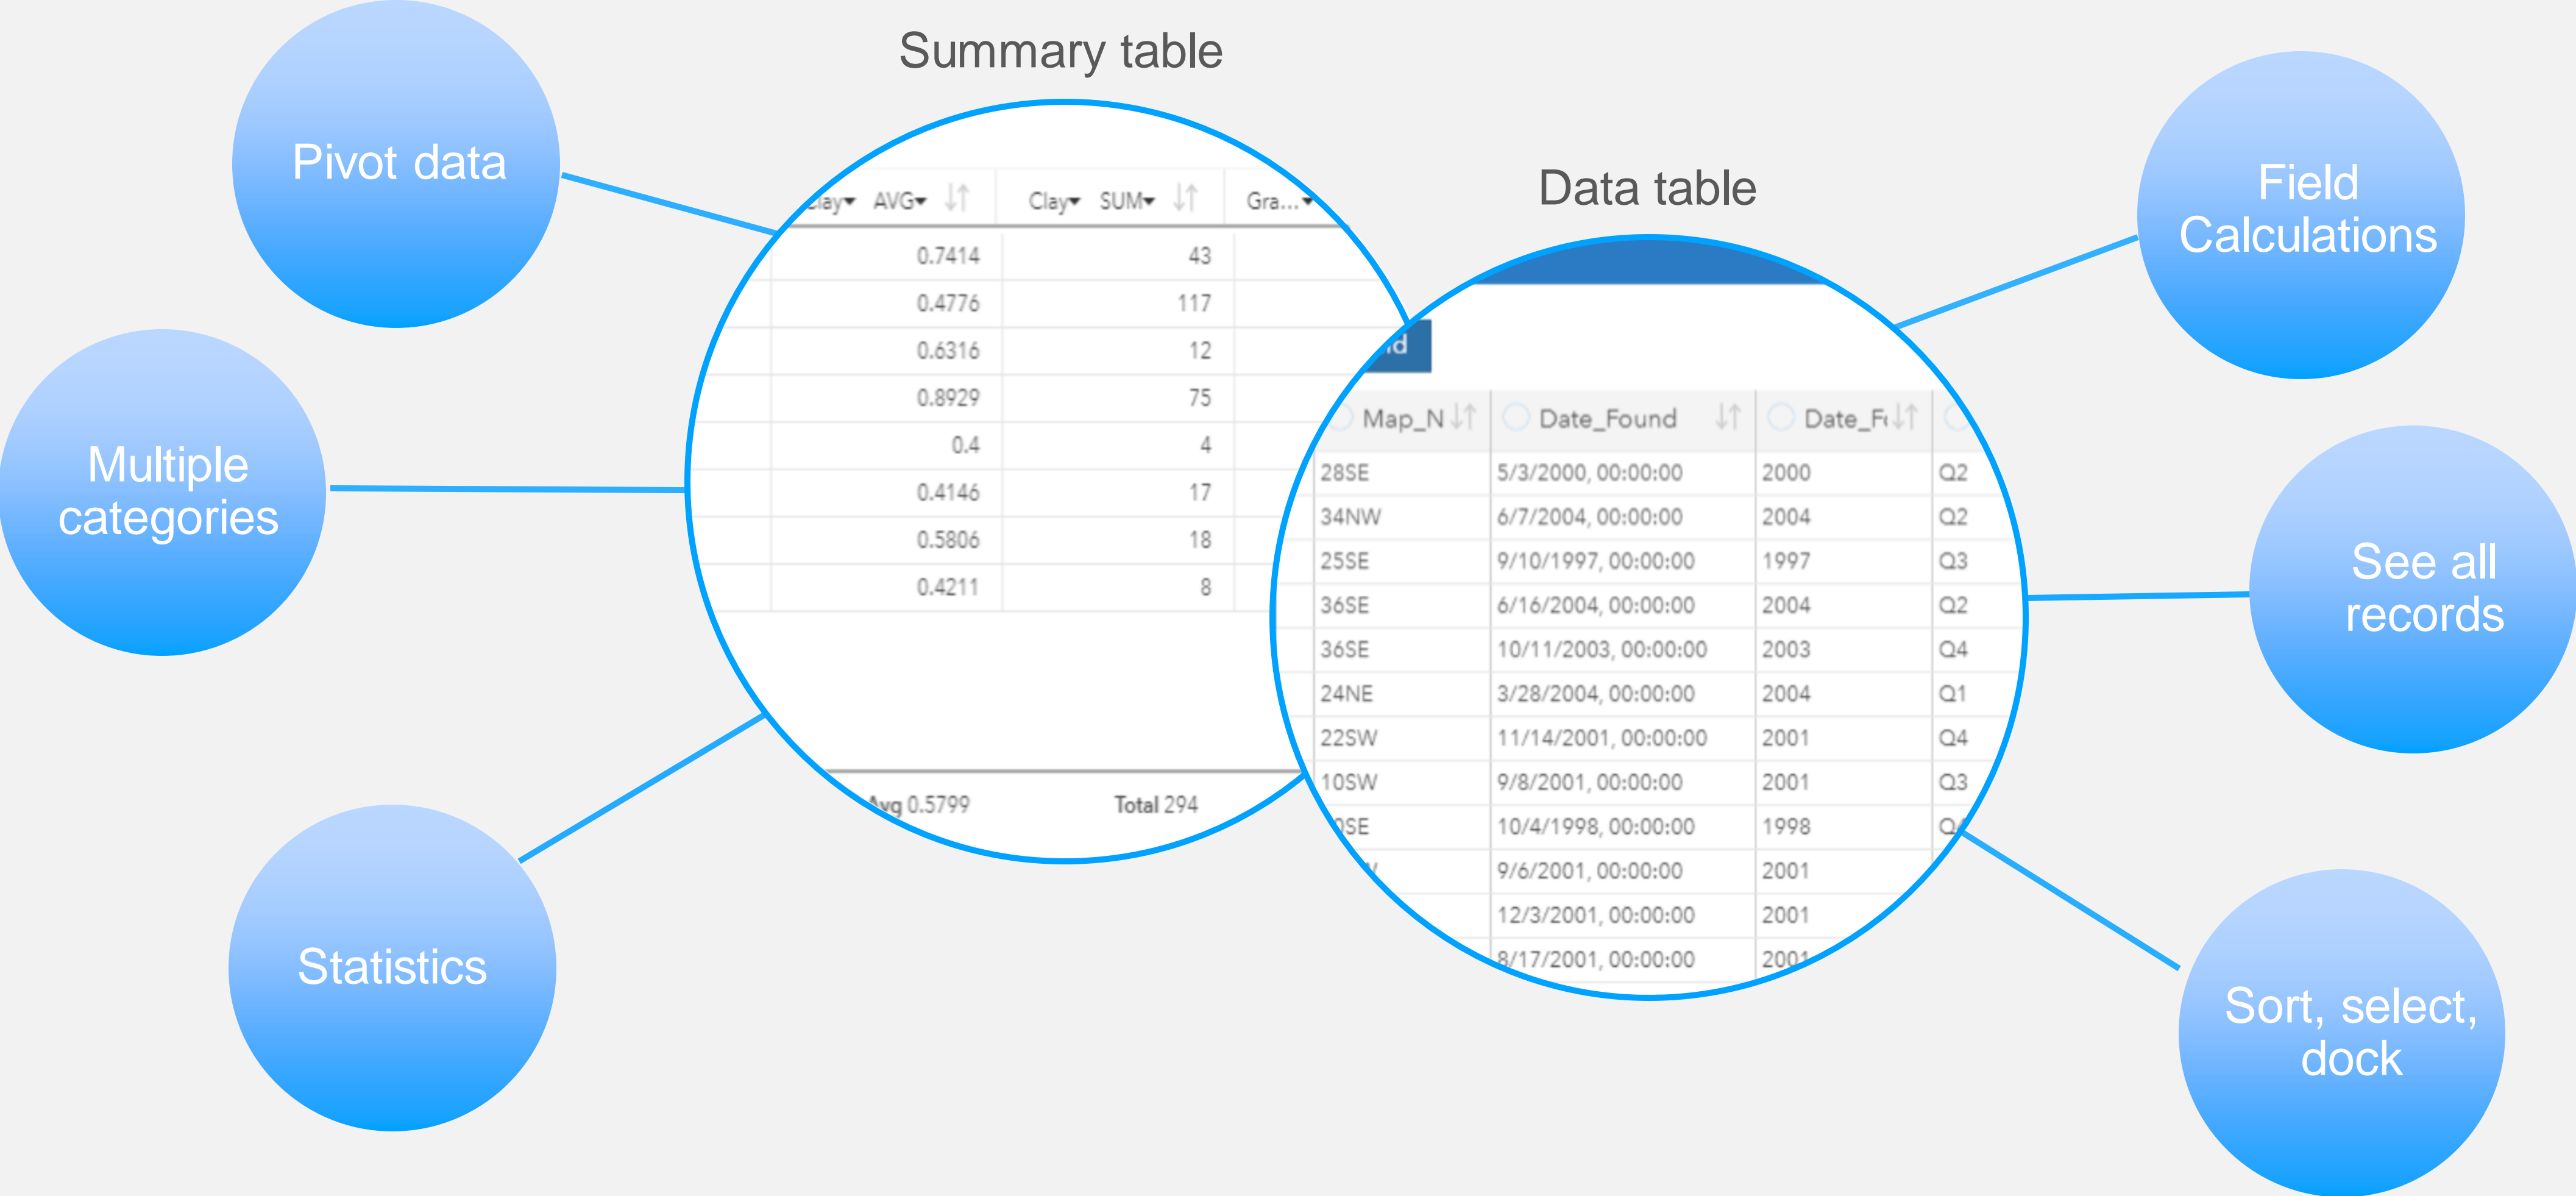 Summary table
Pivot data
Multiple
categories
Statistics
Clay AVG Clay SUM Gra...
0.7414 43
0.4776 117
0.6316 12
0.8929 75
0.4 4
0.4146 17
0.5806 18
0.4211 8
Avg 0.5799 Total 294
Data table
Map_N Date_Found Date_F
28SE 5/3/2000, 00:00:00 2000 Q2
34NW 6/7/2004, 00:00:00 2004 Q2
25SE 9/10/1997, 00:00:00 1997 Q3
36SE 6/16/2004, 00:00:00 2004 Q2
36SE 10/11/2003, 00:00:00 2003 Q4
24NE 3/28/2004, 00:00:00 2004 Q1
22SW 11/14/2001, 00:00:00 2001 Q4
10SW 9/8/2001, 00:00:00 2001 Q3
0SE 10/4/1998, 00:00:00 1998 Q4
9/6/2001, 00:00:00 2001
12/3/2001, 00:00:00 2001
8/17/2001, 00:00:00 2001
Field
Calculations
See all
records
Sort, select,
dock